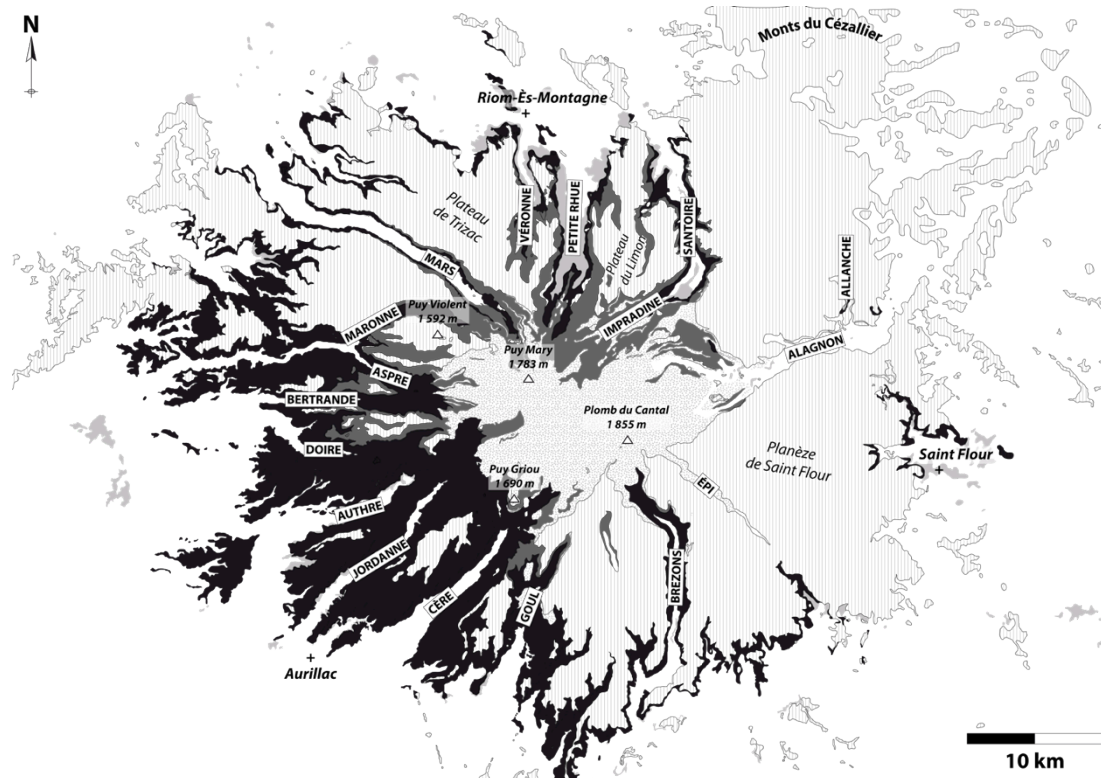 N
Monts du Cézallier
Riom-Ès-Montagne
Plateau
de Trizac
VÉRONNE
PETITE RHUE
SANTOIRE
Plateau
du Limon
MARS
ALLANCHE
Puy Violent
1 592 m
MARONNE
IMPRADINE
ALAGNON
Puy Mary
1 783 m
ASPRE
BERTRANDE
Plomb du Cantal
1 855 m
DOIRE
Planèze
de Saint Flour
Saint Flour
Puy Griou
1 690 m
ÉPI
AUTHRE
JORDANNE
BREZONS
CÈRE
GOUL
Aurillac
10 km